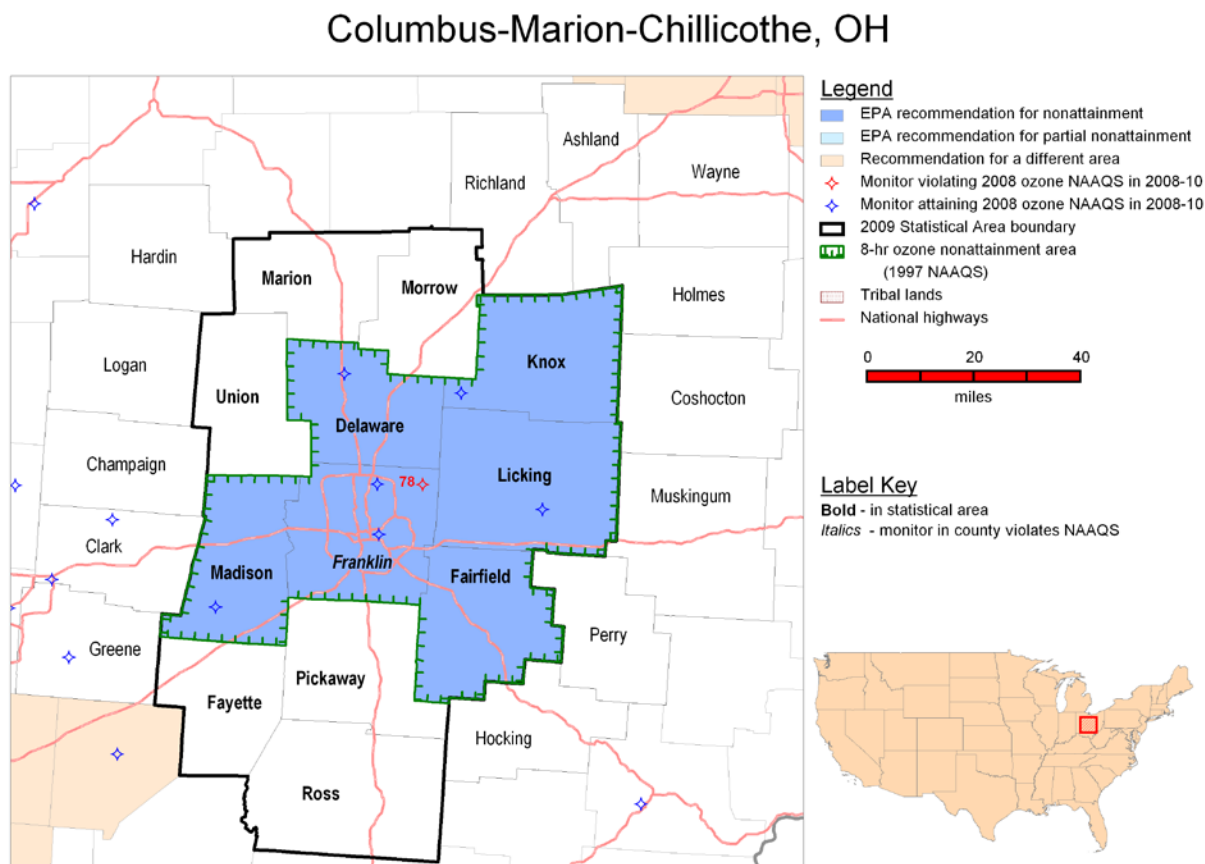 Columbus-Marion-Chillicothe, OH
Ashland
Wayne
Richland
Hardin
Marion
Morrow
Holmes
Logan
Knox
Union
Coshocton
Delaware
Champaign
Licking
78
Muskingum
Clark
Franklin
Madison
Fairfield
Greene
Perry
Pickaway
Fayette
Hocking
Ross
Legend
EPA recommendation for nonattainment
EPA recommendation for partial nonattainment
Recommendation for a different area
Monitor violating 2008 ozone NAAQS in 2008-10
Monitor attaining 2008 ozone NAAQS in 2008-10
2009 Statistical Area boundary
8-hr ozone nonattainment area
(1997 NAAQS)
Tribal lands
National highways
0 20 40
miles
Label Key
Bold - in statistical area
Italics - monitor in county violates NAAQS